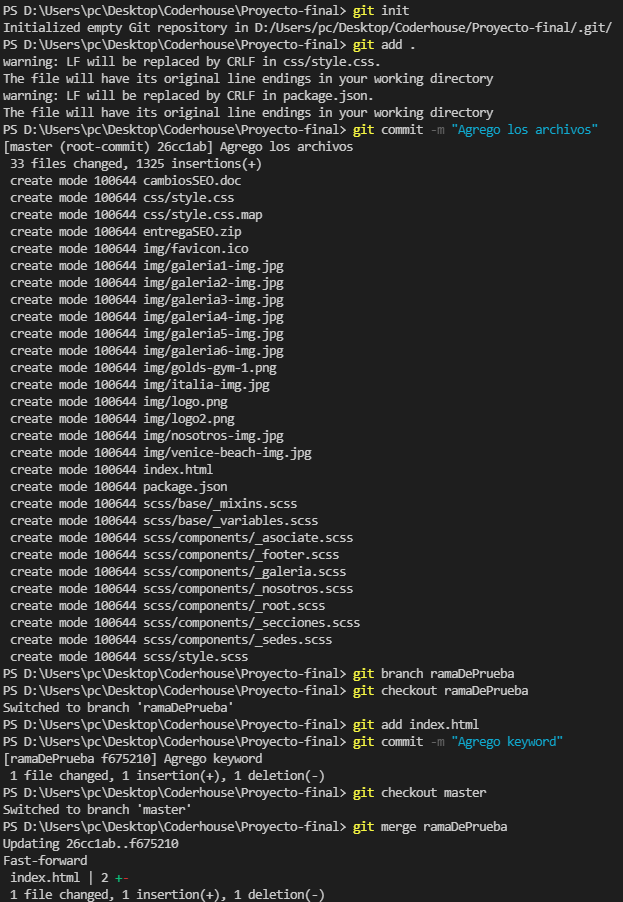 PS D:\Users\pc\Desktop\Coderhouse\Proyecto-final> git init
Initialized empty Git repository in D:/Users/pc/Desktop/Coderhouse/Proyecto-final/.git/
PS D:\Users\pc\Desktop\Coderhouse\Proyecto-final> git add .
warning: LF will be replaced by CRLF in css/style.css.
The file will have its original line endings in your working directory
warning: LF will be replaced by CRLF in package.json.
The file will have its original line endings in your working directory
PS D:\Users\pc\Desktop\Coderhouse\Proyecto-final> git commit -m "Agrego los archivos"
[master (root-commit) 26cc1ab] Agrego los archivos
 33 files changed, 1325 insertions(+)
 create mode 100644 cambiosSEO.doc
 create mode 100644 css/style.css
 create mode 100644 css/style.css.map
 create mode 100644 entregaSEO.zip
 create mode 100644 img/favicon.ico
 create mode 100644 img/galeria1-img.jpg
 create mode 100644 img/galeria2-img.jpg
 create mode 100644 img/galeria3-img.jpg
 create mode 100644 img/galeria4-img.jpg
 create mode 100644 img/galeria5-img.jpg
 create mode 100644 img/galeria6-img.jpg
 create mode 100644 img/golds-gym-1.png
 create mode 100644 img/italia-img.jpg
 create mode 100644 img/logo.png
 create mode 100644 img/logo2.png
 create mode 100644 img/nosotros-img.jpg
 create mode 100644 img/venice-beach-img.jpg
 create mode 100644 index.html
 create mode 100644 package.json
 create mode 100644 scss/base/_mixins.scss
 create mode 100644 scss/base/_variables.scss
 create mode 100644 scss/components/_asociate.scss
 create mode 100644 scss/components/_footer.scss
 create mode 100644 scss/components/_galeria.scss
 create mode 100644 scss/components/_nosotros.scss
 create mode 100644 scss/components/_root.scss
 create mode 100644 scss/components/_secciones.scss
 create mode 100644 scss/components/_sedes.scss
 create mode 100644 scss/style.scss
PS D:\Users\pc\Desktop\Coderhouse\Proyecto-final> git branch ramaDePrueba
PS D:\Users\pc\Desktop\Coderhouse\Proyecto-final> git checkout ramaDePrueba
Switched to branch 'ramaDePrueba'
PS D:\Users\pc\Desktop\Coderhouse\Proyecto-final> git add index.html
PS D:\Users\pc\Desktop\Coderhouse\Proyecto-final> git commit -m "Agrego keyword"
[ramaDePrueba f675210] Agrego keyword
 1 file changed, 1 insertion(+), 1 deletion(-)
PS D:\Users\pc\Desktop\Coderhouse\Proyecto-final> git checkout master
Switched to branch 'master'
PS D:\Users\pc\Desktop\Coderhouse\Proyecto-final> git merge ramaDePrueba
Updating 26cc1ab..f675210
Fast-forward
 index.html | 2 +-
 1 file changed, 1 insertion(+), 1 deletion(-)